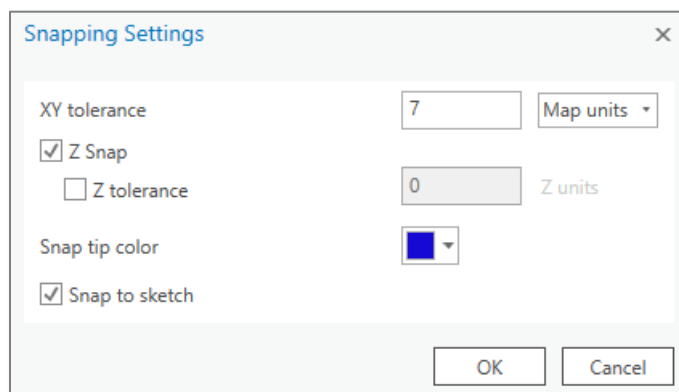 Snapping Settings
XY tolerance 7 Map units
Z Snap
Z tolerance 0 Z units
Snap tip color
Snap to sketch
OK Cancel